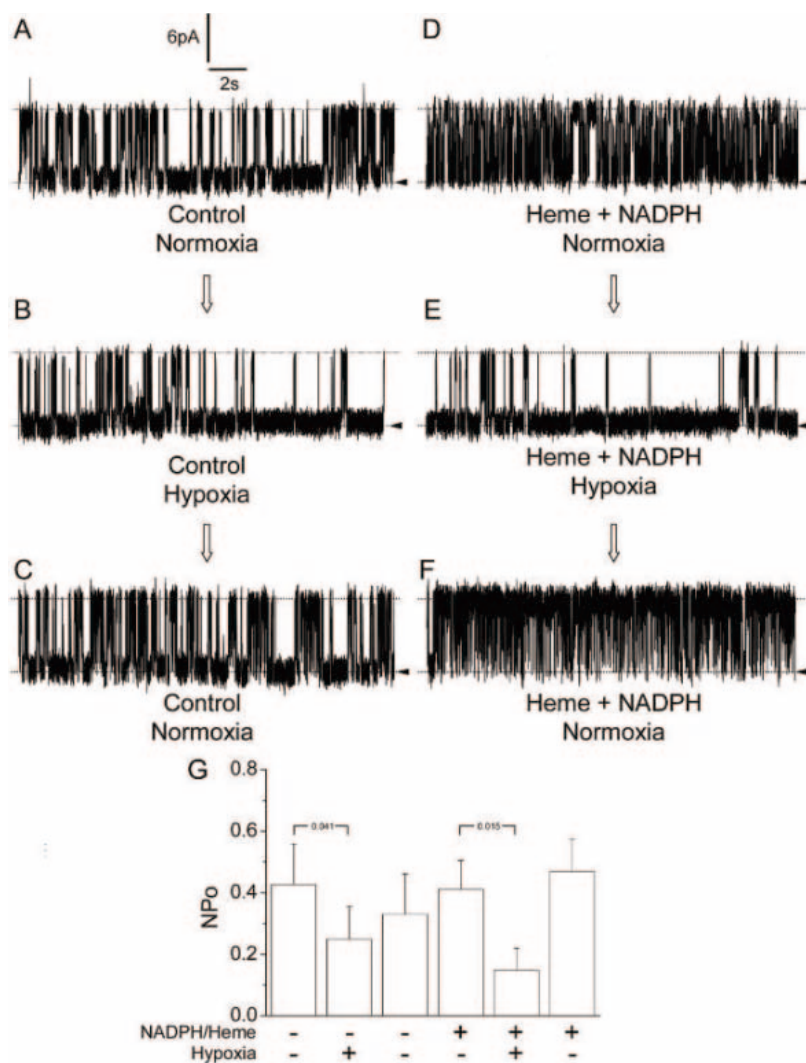 A
6pA
2s
D
Control
Normoxia
Heme + NADPH
Normoxia
B
E
Control
Hypoxia
Heme + NADPH
Hypoxia
C
F
Control
Normoxia
Heme + NADPH
Normoxia
G
0.8
0.6
0.4
0.2
0.0
NPo
0.041
0.015
NADPH/Heme - - - + + +
Hypoxia - + - - + -